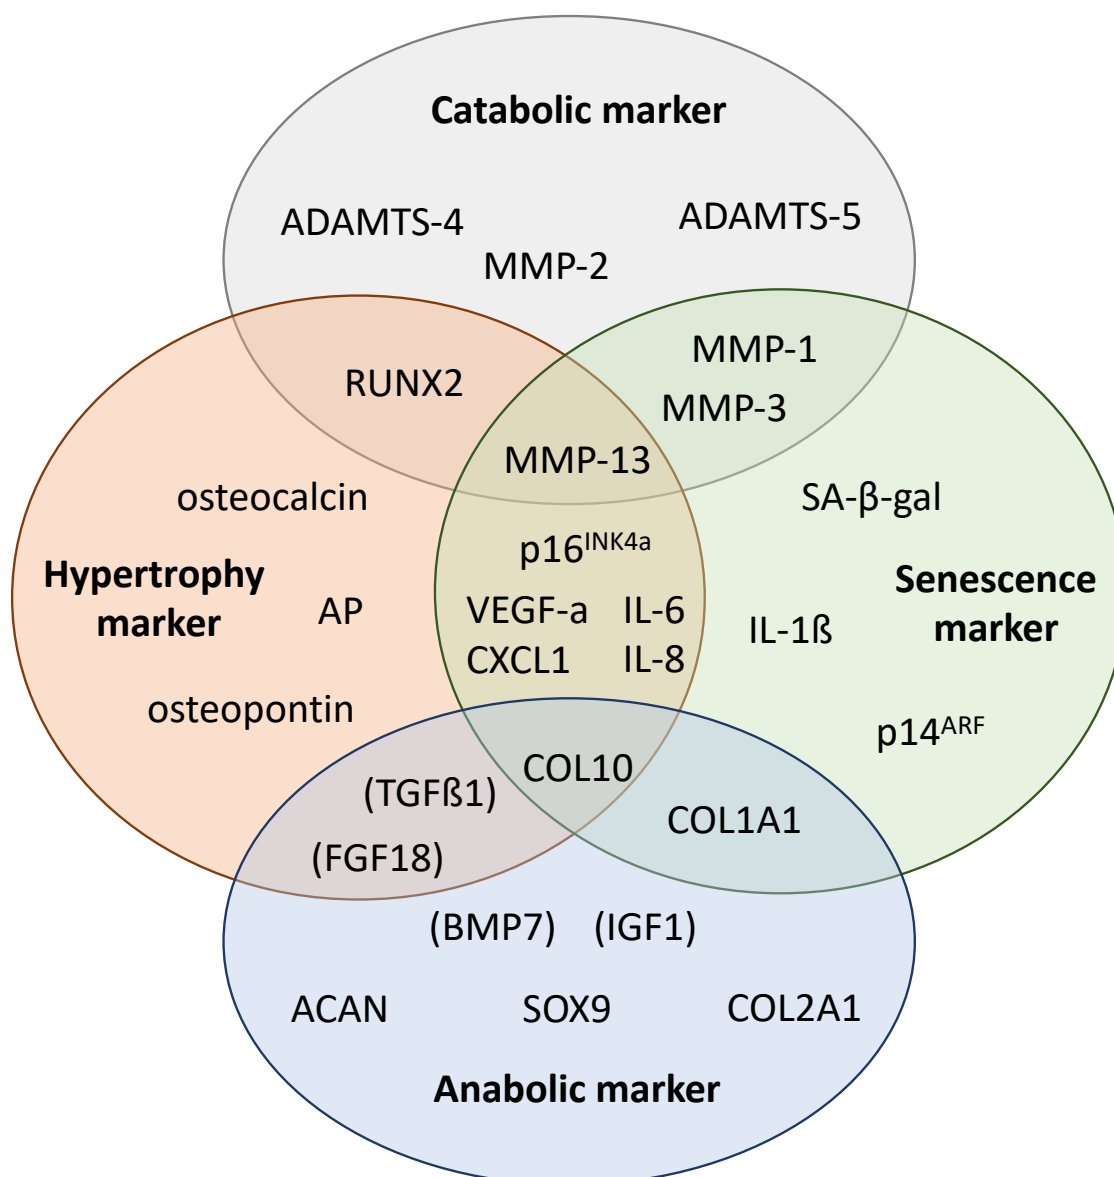 Catabolic marker
ADAMTS-4
ADAMTS-5
MMP-2
MMP-1
RUNX2
MMP-3
MMP-13
osteocalcin
SA-β-gal
p16INK4a
Hypertrophy
marker
Senescence
marker
AP
VEGF-a
IL-6
IL-1ß
CXCL1
IL-8
osteopontin
p14ARF
COL10
(TGFß1)
COL1A1
(FGF18)
(BMP7)
(IGF1)
ACAN
SOX9
COL2A1
Anabolic marker